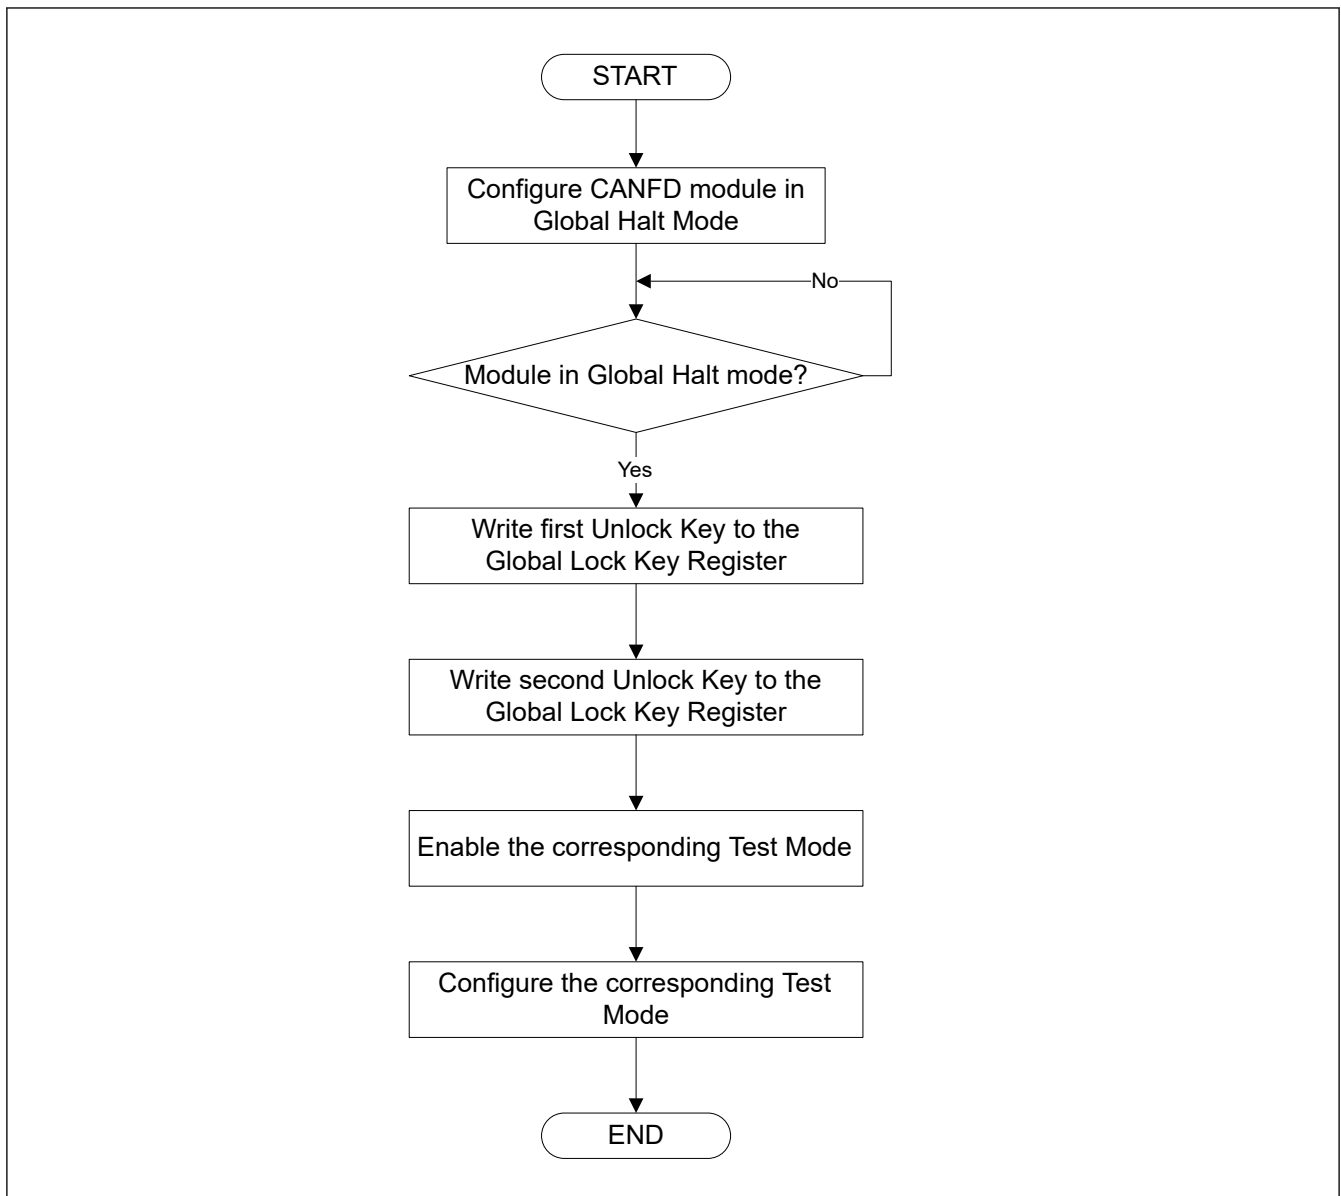 START
Configure CANFD module in
Global Halt Mode
No
Module in Global Halt mode?
Yes
Write first Unlock Key to the
Global Lock Key Register
Write second Unlock Key to the
Global Lock Key Register
Enable the corresponding Test Mode
Configure the corresponding Test
Mode
END